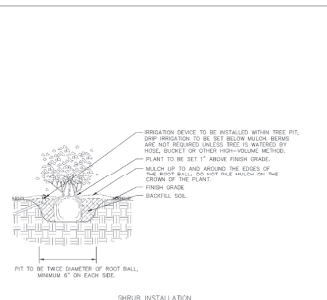 IRRIGATION DEVICE TO BE INSTALLED WITHIN TREE PIT,
DRIP IRRIGATION TO BE SET BELOW MULCH. BERMS
ARE NOT REQUIRED UNLESS TREE IS WATERED BY
HOSE, BUCKET OR OTHER HIGH-VOLUME METHOD.
PLANT TO BE SET 1" ABOVE FINISH GRADE.
MULCH UP TO AND AROUND THE EDGES OF
THE ROOT BALL, DO NOT PILE MULCH ON THE
CROWN OF THE PLANT.
FINISH GRADE
BACKFILL SOIL.
PIT TO BE TWICE DIAMETER OF ROOT BALL,
MINIMUM 6" ON EACH SIDE.
SHRUB INSTALLATION